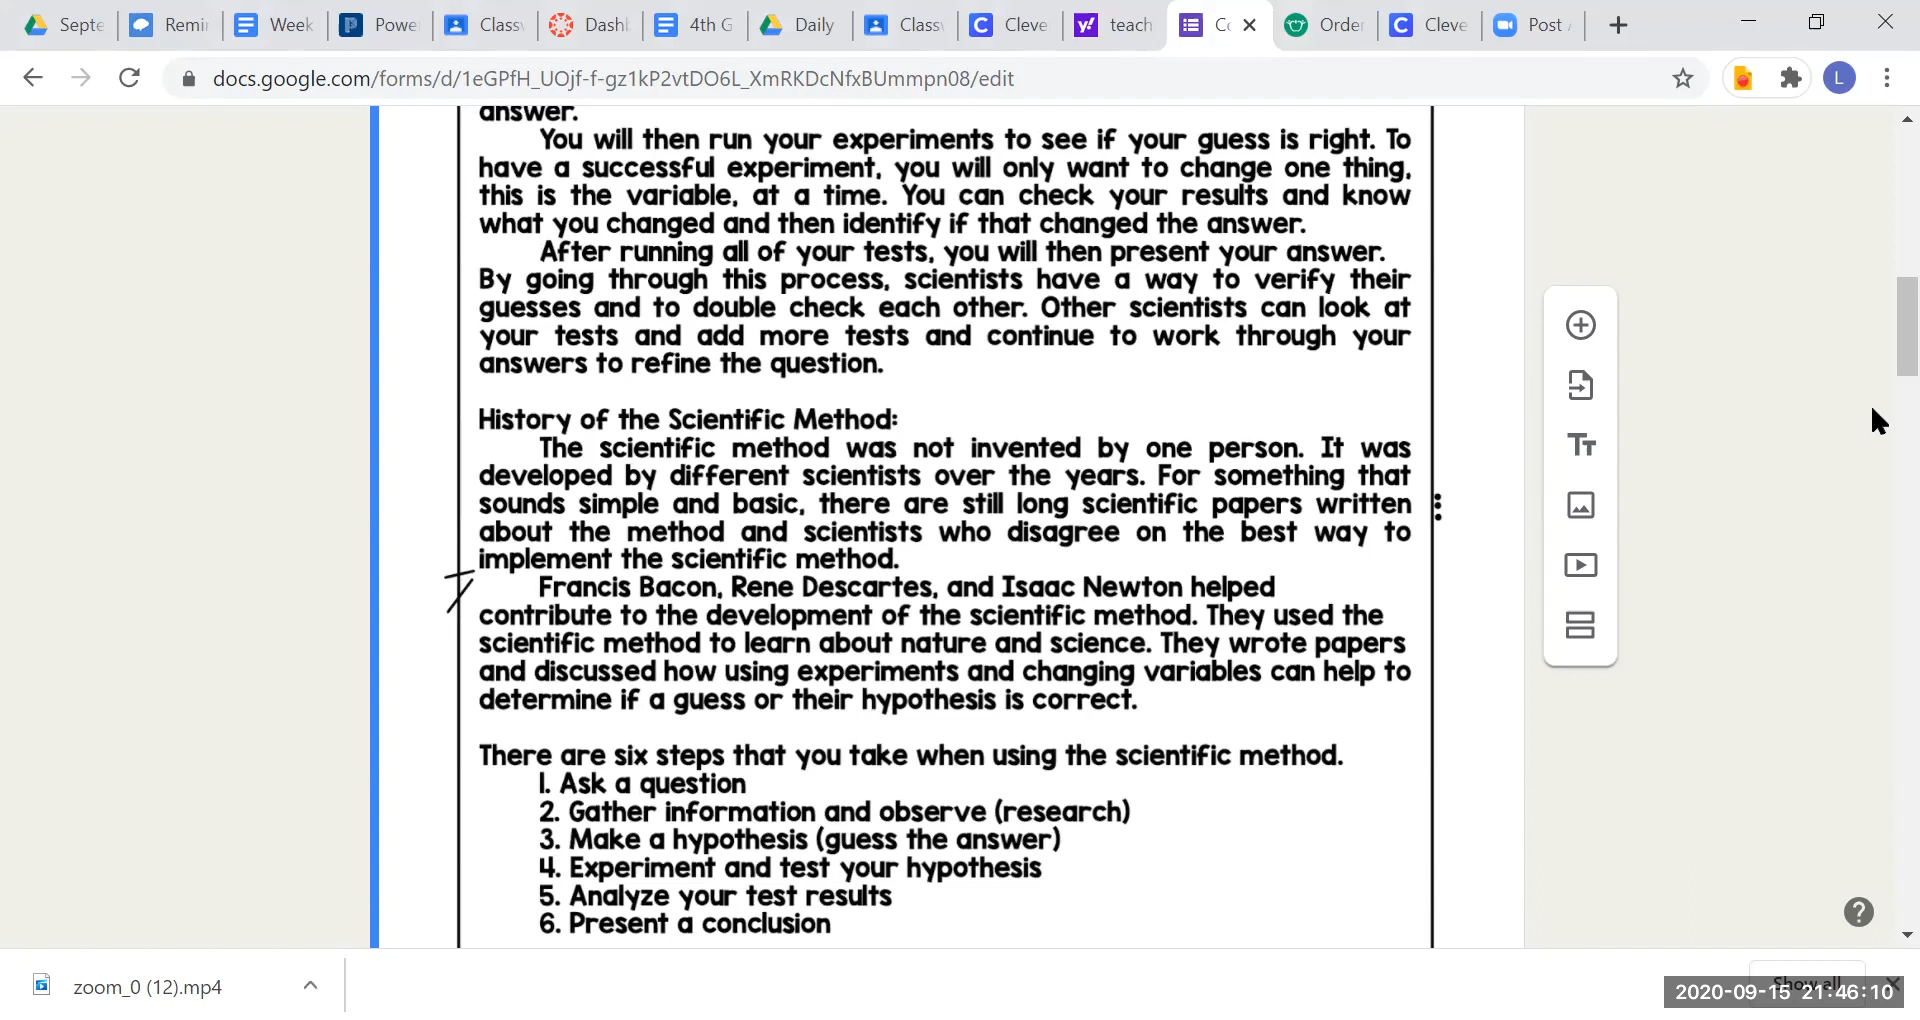 Septe
Remin
Week
Power
Classv
Dashb
4th G
Daily
Classv
Cleve
teach
Co
Order
Cleve
Post A
docs.google.com/forms/d/1eGPfH_UOjf-f-gz1kP2vtDO6L_XmRKDcNfxBUmmpn08/edit
L
answer.
You will then run your experiments to see if your guess is right. To
have a successful experiment, you will only want to change one thing,
this is the variable, at a time. You can check your results and know
what you changed and then identify if that changed the answer.
After running all of your tests, you will then present your answer.
By going through this process, scientists have a way to verify their
guesses and to double check each other. Other scientists can look at
your tests and add more tests and continue to work through your
answers to refine the question.
History of the Scientific Method:
The scientific method was not invented by one person. It was
developed by different scientists over the years. For something that
sounds simple and basic, there are still long scientific papers written
about the method and scientists who disagree on the best way to
implement the scientific method.
Francis Bacon, Rene Descartes, and Isaac Newton helped
contribute to the development of the scientific method. They used the
scientific method to learn about nature and science. They wrote papers
and discussed how using experiments and changing variables can help to
determine if a guess or their hypothesis is correct.
There are six steps that you take when using the scientific method.
1. Ask a question
2. Gather information and observe (research)
3. Make a hypothesis (guess the answer)
4. Experiment and test your hypothesis
5. Analyze your test results
6. Present a conclusion
Tт
zoom_0 (12).mp4
Show all
2020-09-15 21:46:10